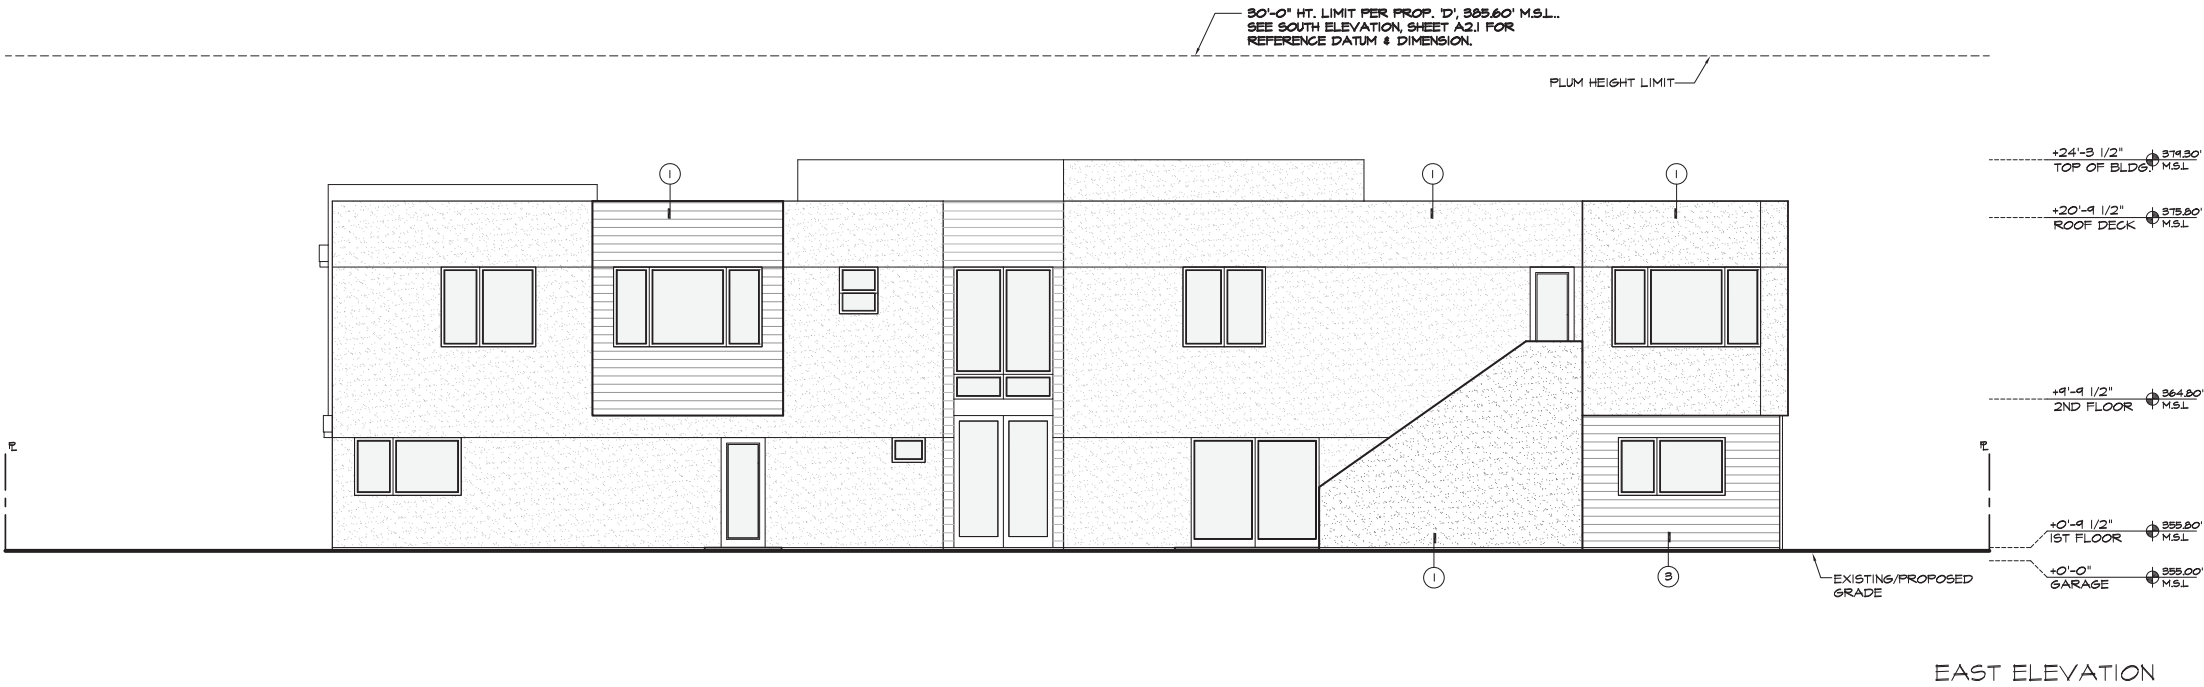 30'-0" HT. LIMIT PER PROP. 'D', 385.60' M.S.L..
SEE SOUTH ELEVATION, SHEET A2.1 FOR
REFERENCE DATUM & DIMENSION.
PLUM HEIGHT LIMIT
1
1
1
+24'-3 1/2"
TOP OF BLDG.
379.30'
M.S.L
+20'-9 1/2"
ROOF DECK
375.80'
M.S.L
+9'-9 1/2"
2ND FLOOR
364.80'
M.S.L
PL
PL
+0'-9 1/2"
1ST FLOOR
355.80'
M.S.L
+0'-0"
GARAGE
355.00'
M.S.L
1
3
EXISTING/PROPOSED
GRADE
EAST ELEVATION